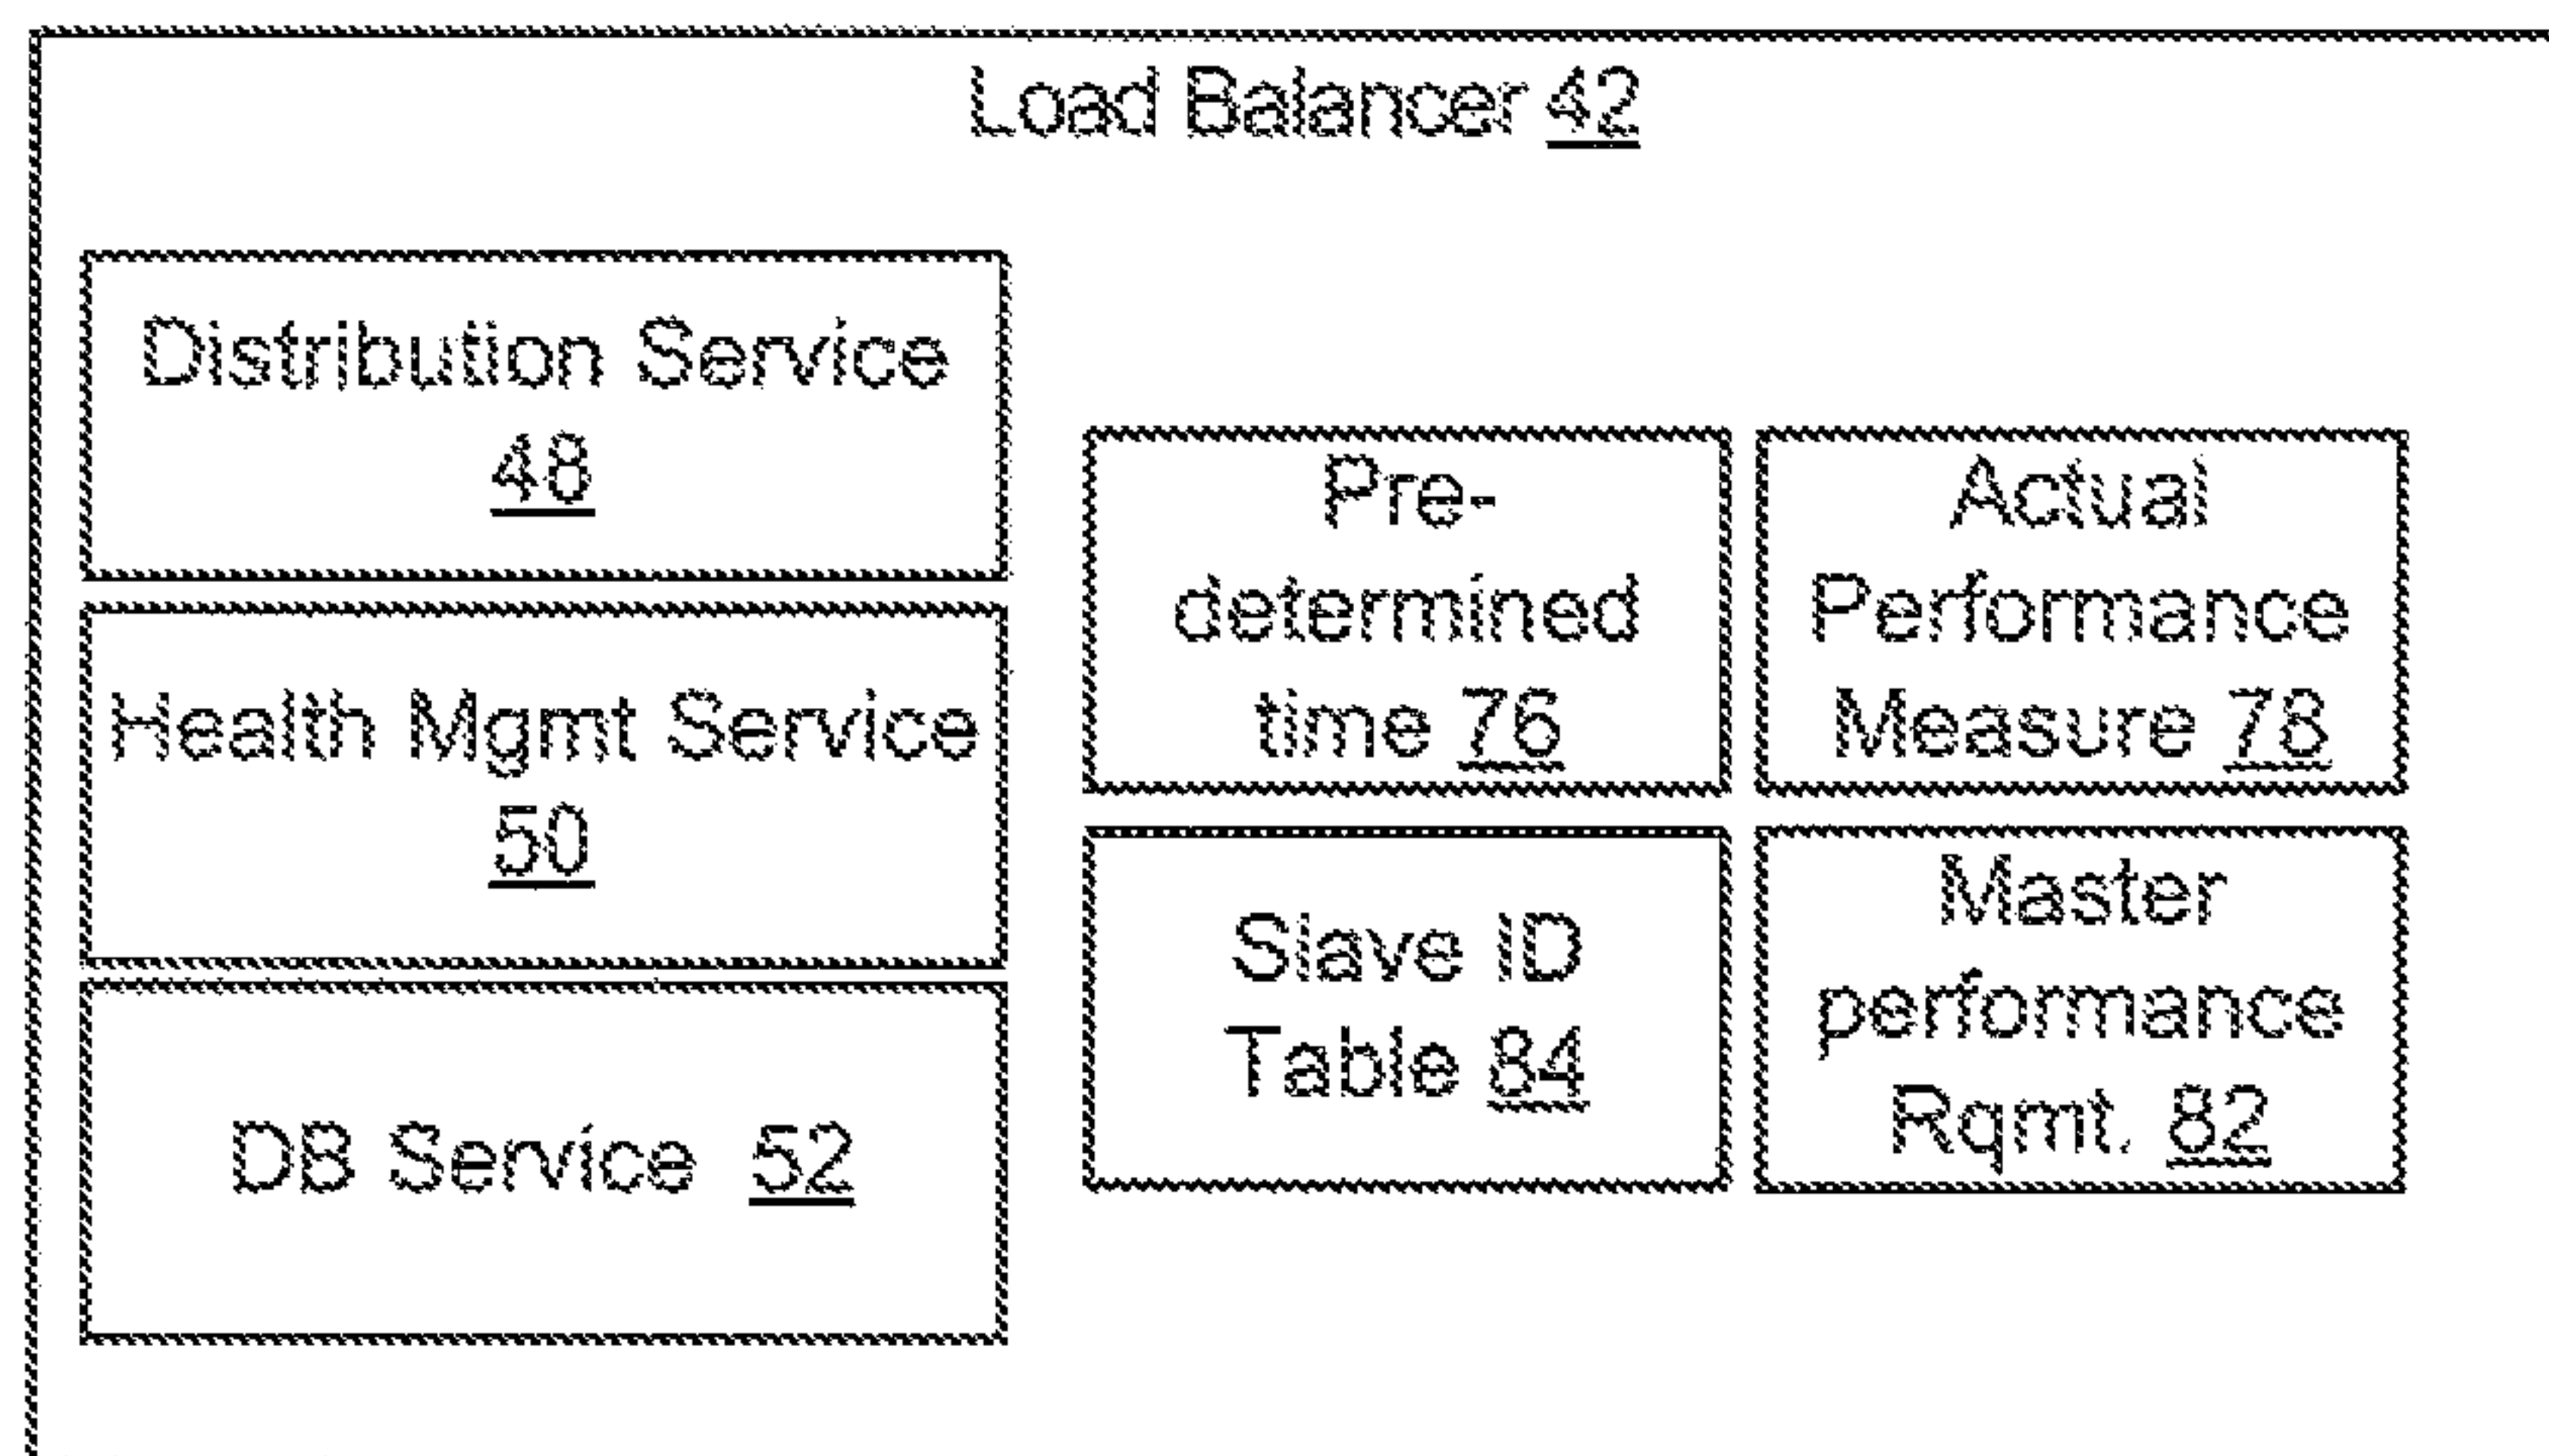 Load Balancer 42
Distribution Service
48
Health Mgmt Service
50
DB Service 52
Pre-
determined
time 76
Actual
Performance
Measure 78
Slave ID
Table 84
Master
performance
Rqmt. 82